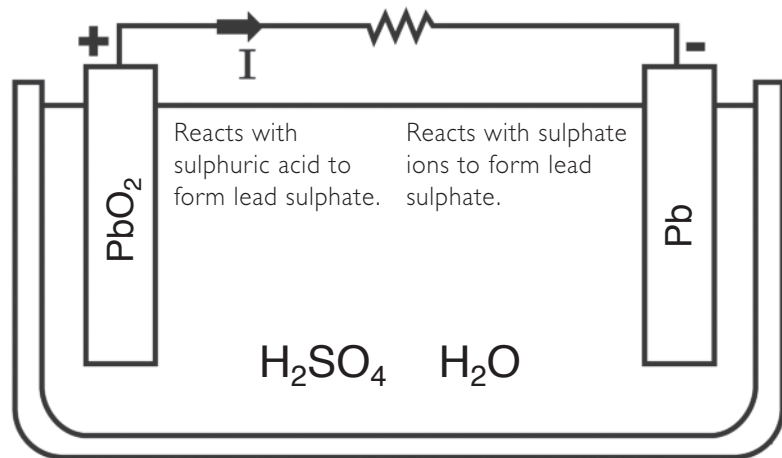 +
-
I
Reacts with
sulphuric acid to
form lead sulphate.
Reacts with sulphate
ions to form lead
sulphate.
PbO₂
Pb
H₂SO₄
H₂O